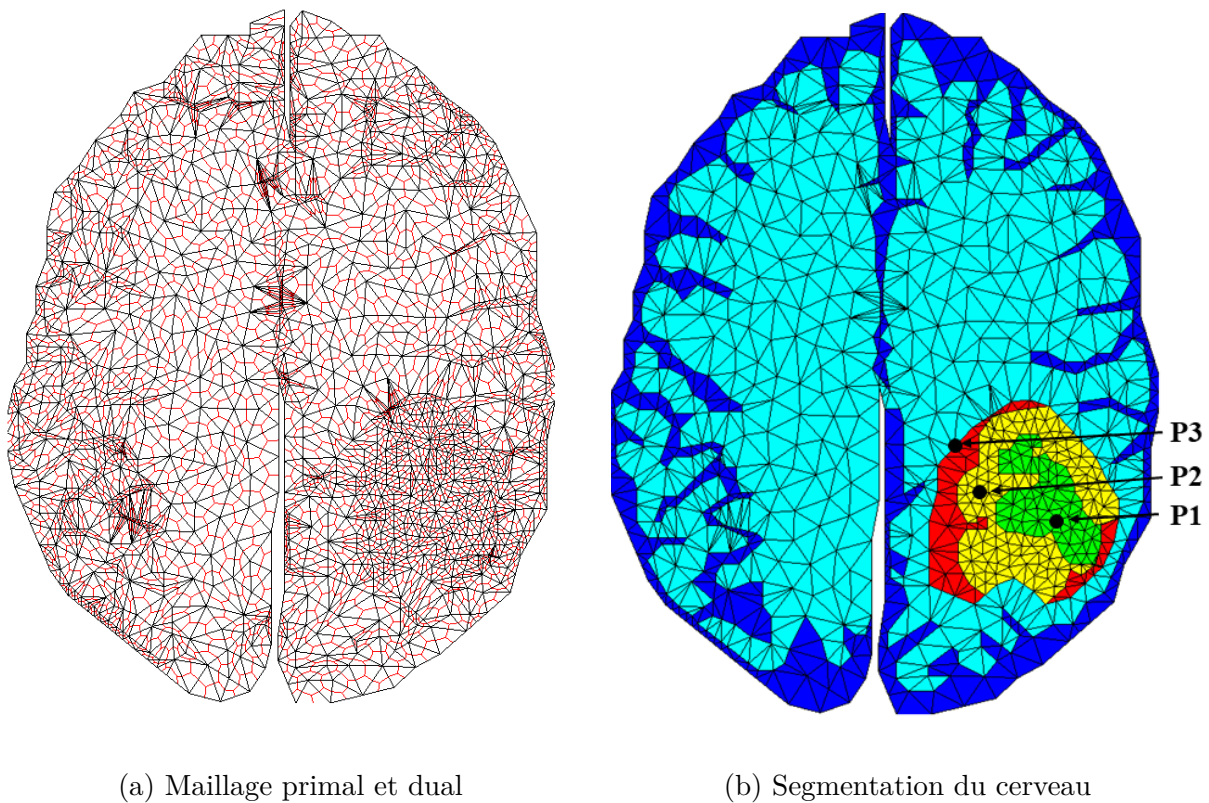 P3
P2
P1
(a) Maillage primal et dual
(b) Segmentation du cerveau